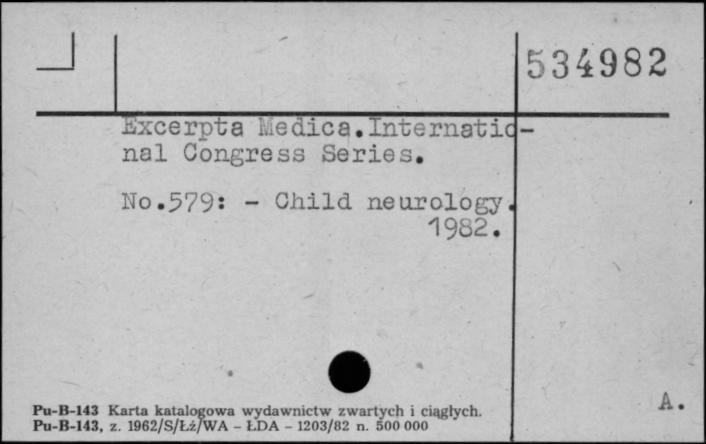 534982
Excerpta Medica.Internatio-
nal Congress Series.
No.579: - Child neurology.
1982.
A.
Pu-B-143 Karta katalogowa wydawnictw zwartych i ciągłych.
Pu-B-143, z. 1962/S/Łż/WA - ŁDA - 1203/82 n. 500 000